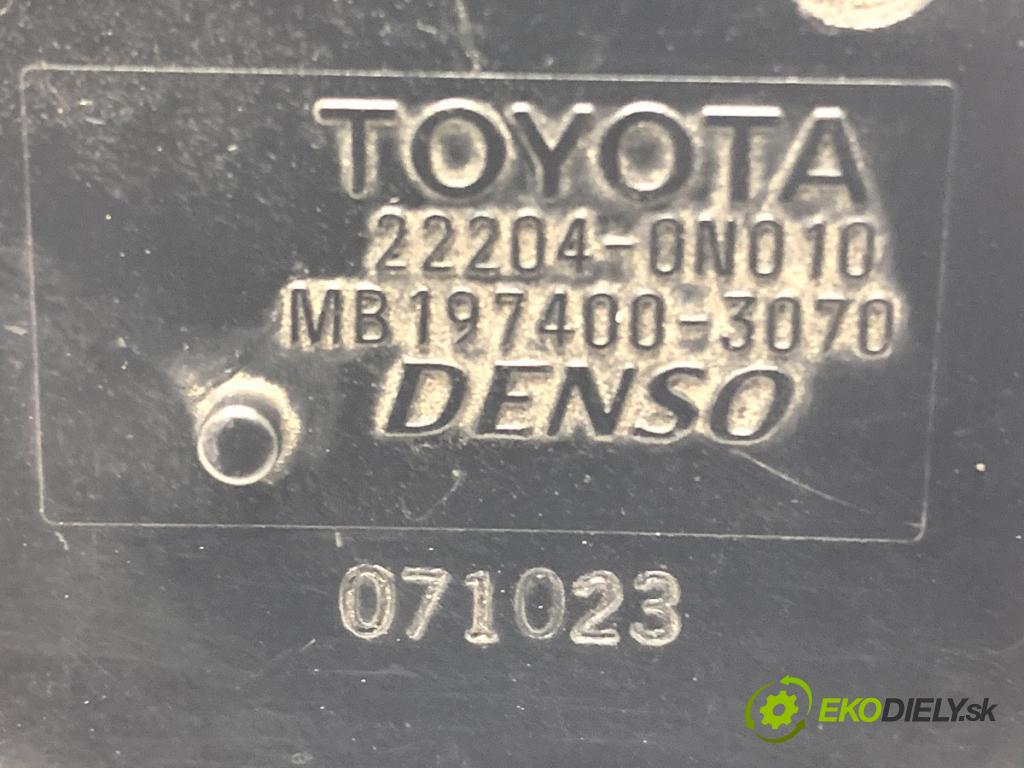 TOYOTA
22204-0N010
MB197400-3070
DENSO
071023
EKODIELY.sk